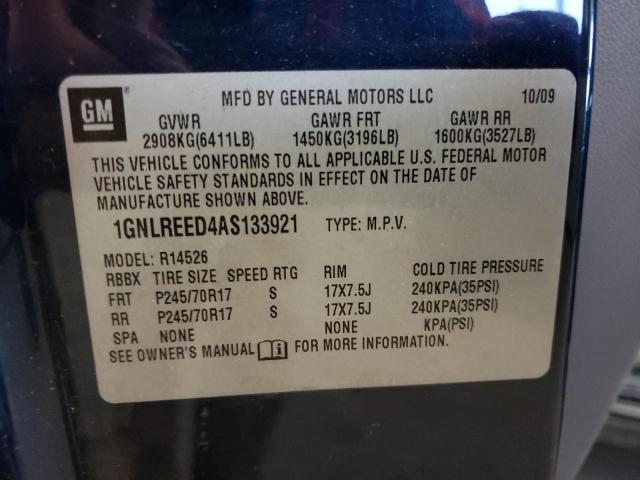 GM
MFD BY GENERAL MOTORS LLC 10/09
GVWR GAWR FRT GAWR RR
2908KG(6411LB) 1450KG(3196LB) 1600KG(3527LB)
THIS VEHICLE CONFORMS TO ALL APPLICABLE U.S. FEDERAL MOTOR
VEHICLE SAFETY STANDARDS IN EFFECT ON THE DATE OF
MANUFACTURE SHOWN ABOVE.
1GNLREED4AS133921 TYPE: M.P.V.
MODEL: R14526
RBBX TIRE SIZE SPEED RTG RIM COLD TIRE PRESSURE
FRT P245/70R17 S 17X7.5J 240KPA(35PSI)
RR P245/70R17 S 17X7.5J 240KPA(35PSI)
SPA NONE NONE KPA(PSI)
SEE OWNER'S MANUAL i FOR MORE INFORMATION.